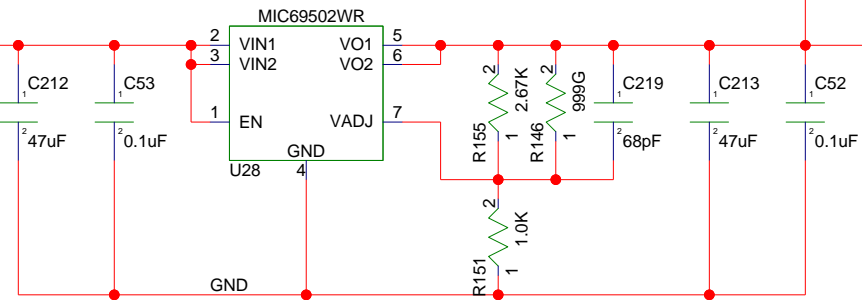 MIC69502WR
2 VIN1 VO1 5
3 VIN2 VO2 6
1 EN VADJ 7
GND
U28 4
1 C212
2 47uF
1 C53
2 0.1uF
2 2.67K
R155 1
2 999G
R146 1
1 C219
2 68pF
1 C213
2 47uF
1 C52
2 0.1uF
2 1.0K
R151 1
GND